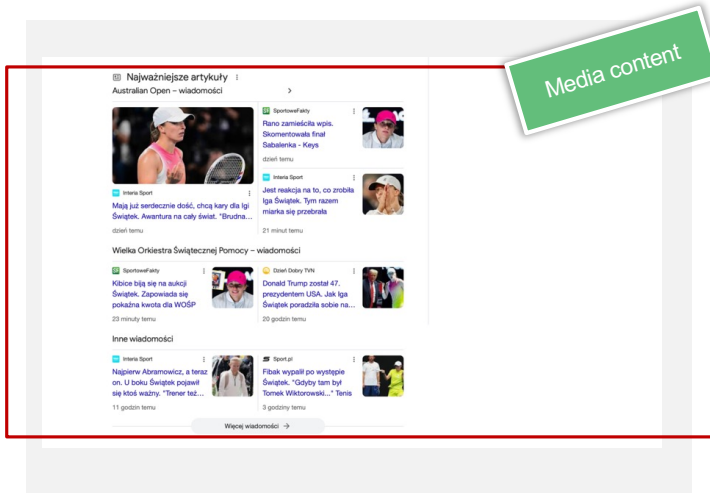 Media content
Najważniejsze artykuły
Australian Open – wiadomości
Interia Sport
Mają już serdecznie dość, chcą kary dla Igi
Świątek. Awantura na cały świat. "Brudna...
dzień temu
SportoweFakty
Rano zamieściła wpis.
Skomentowała finał
Sabalenka - Keys
dzień temu
Interia Sport
Jest reakcja na to, co zrobiła
Iga Świątek. Tym razem
miarka się przebrała
21 minut temu
Wielka Orkiestra Świątecznej Pomocy – wiadomości
SportoweFakty
Kibice biją się na aukcji
Świątek. Zapowiada się
pokaźna kwota dla WOŚP
23 minuty temu
Dzień Dobry TVN
Donald Trump został 47.
prezydentem USA. Jak Iga
Świątek poradziła sobie na...
20 godzin temu
Inne wiadomości
Interia Sport
Najpierw Abramowicz, a teraz
on. U boku Świątek pojawił
się ktoś ważny. "Trener też...
11 godzin temu
Sport.pl
Fibak wypalił po występie
Świątek. "Gdyby tam był
Tomek Wiktorowski..." Tenis
3 godziny temu
Więcej wiadomości →